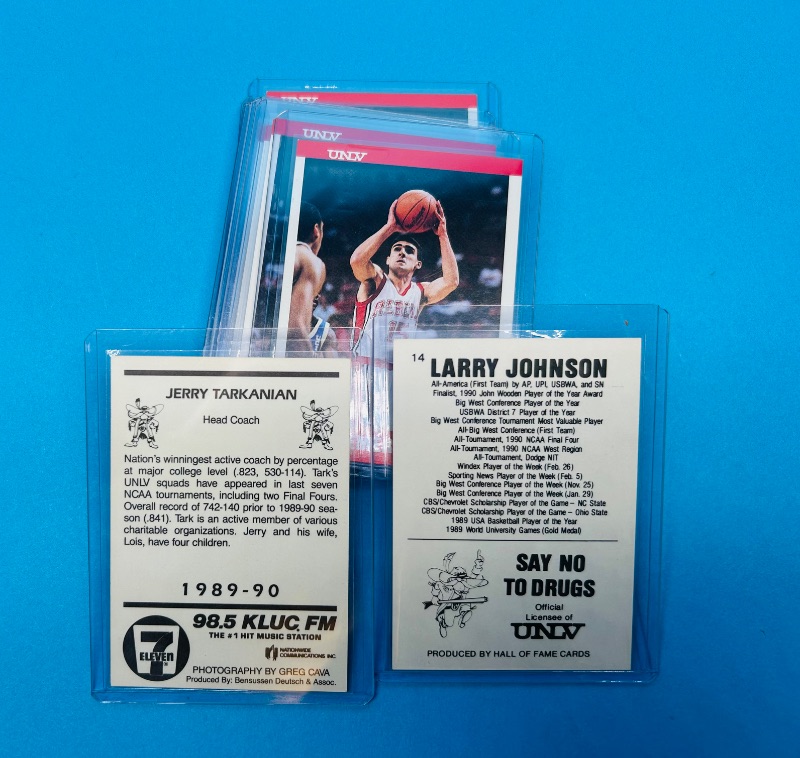 UNLV
UNLV
UNLV
JERRY TARKANIAN
Head Coach
Nation's winningest active coach by percentage
at major college level (.823, 530-114). Tark's
UNLV squads have appeared in last seven
NCAA tournaments, including two Final Fours.
Overall record of 742-140 prior to 1989-90 sea-
son (.841). Tark is an active member of various
charitable organizations. Jerry and his wife,
Lois, have four children.
1989-90
7
ELEVEN
98.5 KLUC FM
THE #1 HIT MUSIC STATION
NATIONWIDE
COMMUNICATIONS INC.
PHOTOGRAPHY BY GREG CAVA
Produced By: Bensussen Deutsch & Assoc.
14
LARRY JOHNSON
All-America (First Team) by AP, UPI, USBWA, and SN
Finalist, 1990 John Wooden Player of the Year Award
Big West Conference Player of the Year
USBWA District 7 Player of the Year
Big West Conference Tournament Most Valuable Player
All-Big West Conference (First Team)
All-Tournament, 1990 NCAA Final Four
All-Tournament, 1990 NCAA West Region
All-Tournament, Dodge NIT
Windex Player of the Week (Feb. 26)
Sporting News Player of the Week (Feb. 5)
Big West Conference Player of the Week (Nov. 25)
Big West Conference Player of the Week (Jan. 29)
CBS/Chevrolet Scholarship Player of the Game - NC State
CBS/Chevrolet Scholarship Player of the Game - Ohio State
1989 USA Basketball Player of the Year
1989 World University Games (Gold Medal)
SAY NO
TO DRUGS
Official
Licensee of
UNLV
PRODUCED BY HALL OF FAME CARDS